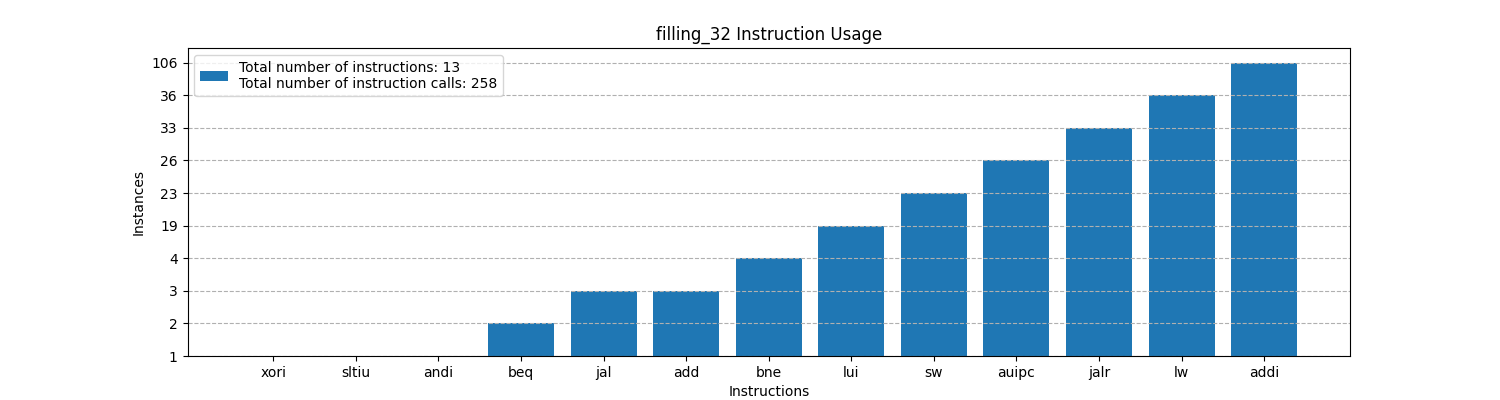 filling_32 Instruction Usage
Total number of instructions: 13
Total number of instruction calls: 258
Instances
106
36
33
26
23
19
4
3
2
1
xori sltiu andi beq jal add bne lui sw auipc jalr lw addi
Instructions